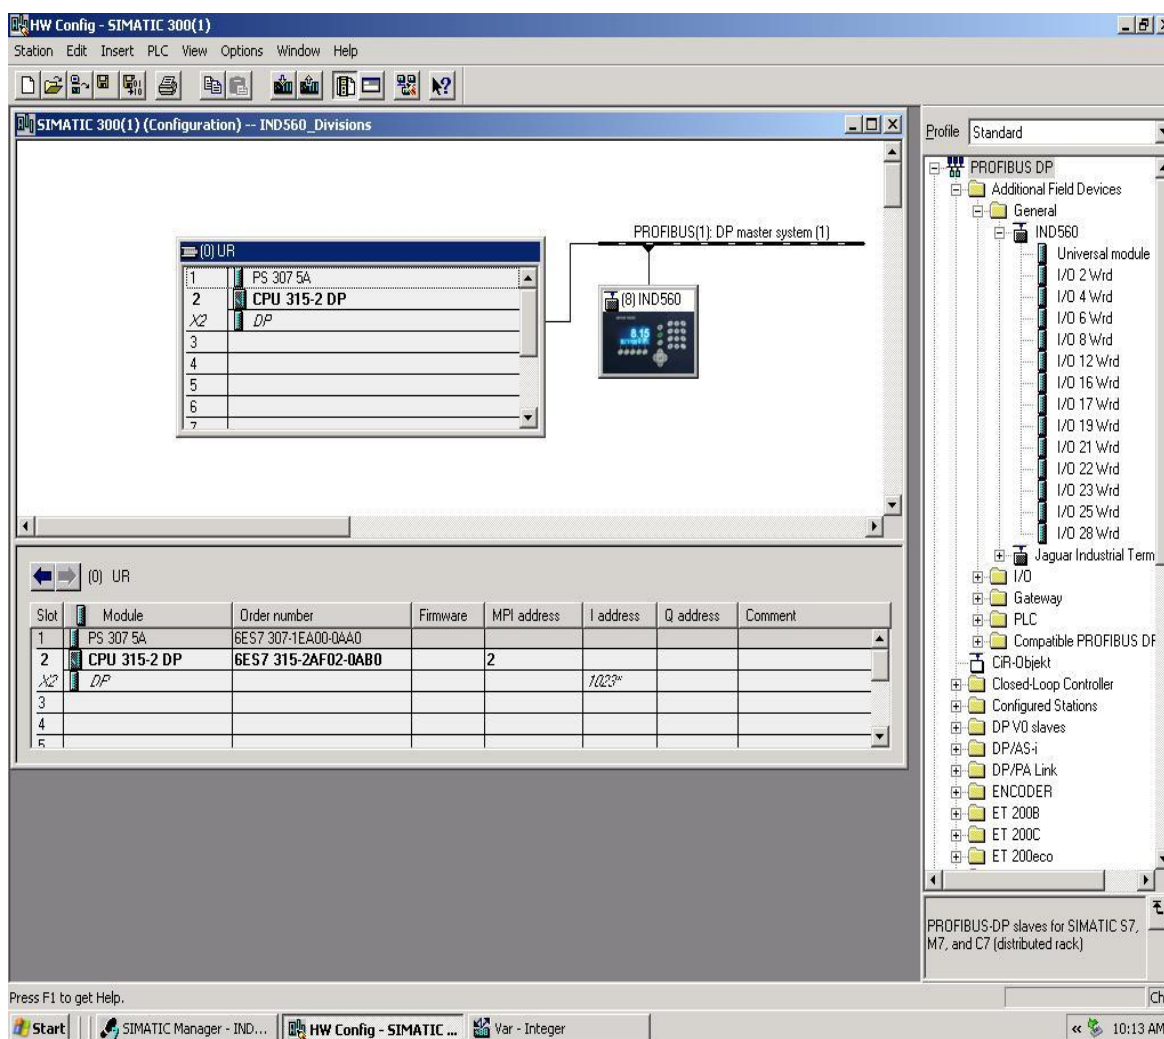 HW Config - SIMATIC 300(1)
Station Edit Insert PLC View Options Window Help
SIMATIC 300(1) (Configuration) -- IND560_Divisions
PROFIBUS(1): DP master system (1)
(0) UR
1 PS 307 5A
2 CPU 315-2 DP
X2 DP
3
4
5
6
7
(8) IND560
8.15
(0) UR
Slot Module Order number Firmware MPI address I address Q address Comment
1 PS 307 5A 6ES7 307-1EA00-0AA0
2 CPU 315-2 DP 6ES7 315-2AF02-0AB0 2
X2 DP 1023*
3
4
5
Profile Standard
PROFIBUS DP
Additional Field Devices
General
IND560
Universal module
I/O 2 Wrd
I/O 4 Wrd
I/O 6 Wrd
I/O 8 Wrd
I/O 12 Wrd
I/O 16 Wrd
I/O 17 Wrd
I/O 19 Wrd
I/O 21 Wrd
I/O 22 Wrd
I/O 23 Wrd
I/O 25 Wrd
I/O 28 Wrd
Jaguar Industrial Term
I/O
Gateway
PLC
Compatible PROFIBUS DP
CiR-Objekt
Closed-Loop Controller
Configured Stations
DP V0 slaves
DP/AS-i
DP/PA Link
ENCODER
ET 200B
ET 200C
ET 200eco
PROFIBUS-DP slaves for SIMATIC S7,
M7, and C7 (distributed rack)
Press F1 to get Help.
Ch
Start SIMATIC Manager - IND... HW Config - SIMATIC ... Var - Integer 10:13 AM